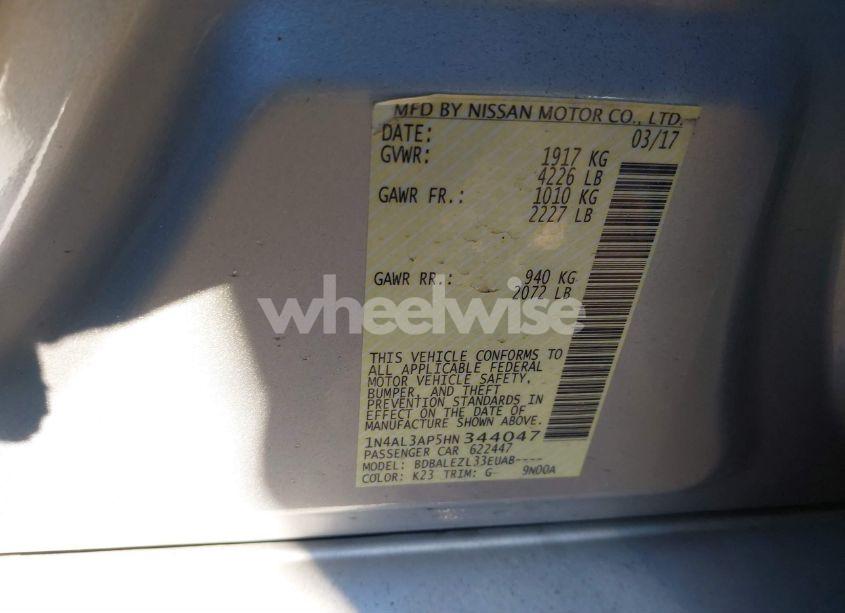 MFD BY NISSAN MOTOR CO., LTD.
DATE: 03/17
GVWR: 1917 KG
4226 LB
GAWR FR.: 1010 KG
2227 LB
GAWR RR.: 940 KG
2072 LB
wheelwise
THIS VEHICLE CONFORMS TO
ALL APPLICABLE FEDERAL
MOTOR VEHICLE SAFETY,
BUMPER, AND THEFT
PREVENTION STANDARDS IN
EFFECT ON THE DATE OF
MANUFACTURE SHOWN ABOVE.
1N4AL3AP5HN 344047
PASSENGER CAR 622447
MODEL: BDBALEZL33EUAB----
COLOR: K23 TRIM: G- 9N00A